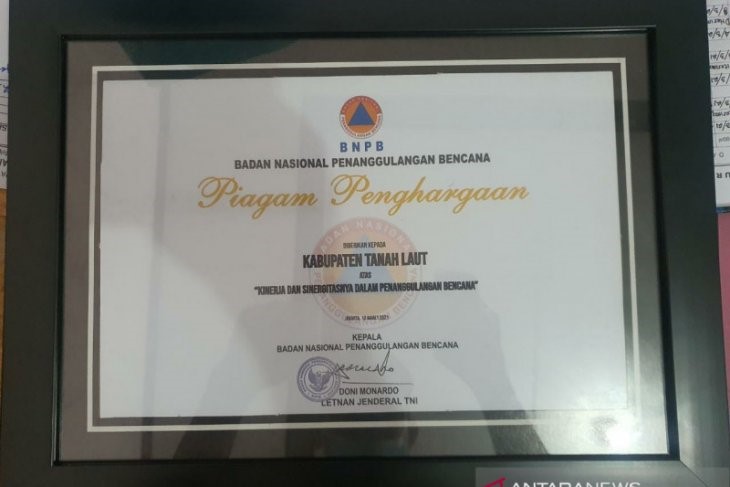 BNPB
BADAN NASIONAL PENANGGULANGAN BENCANA
Piagam Penghargaan
DIBERIKAN KEPADA
KABUPATEN TANAH LAUT
ATAS
"KINERJA DAN SINERGITASNYA DALAM PENANGGULANGAN BENCANA"
KEPALA
BADAN NASIONAL PENANGGULANGAN BENCANA
DONI MONARDO
LETNAN JENDERAL TNI
ANTARANEWS